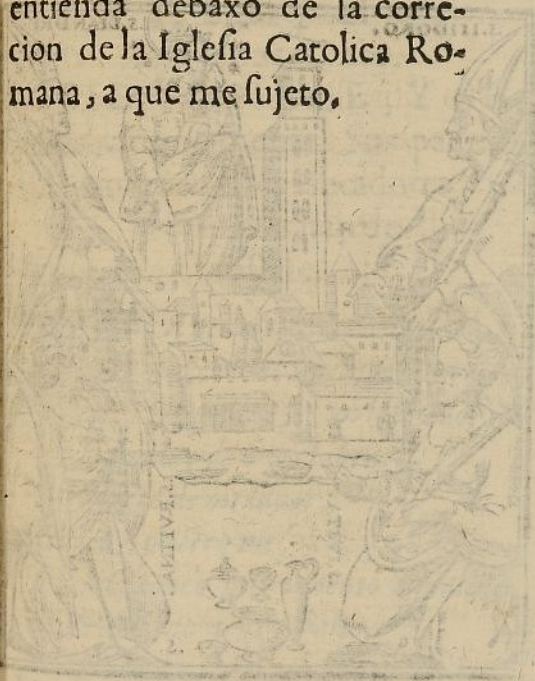 entienda debaxo de la corre-
cion de la Iglesia Catolica Ro-
mana, a que me sujeto.